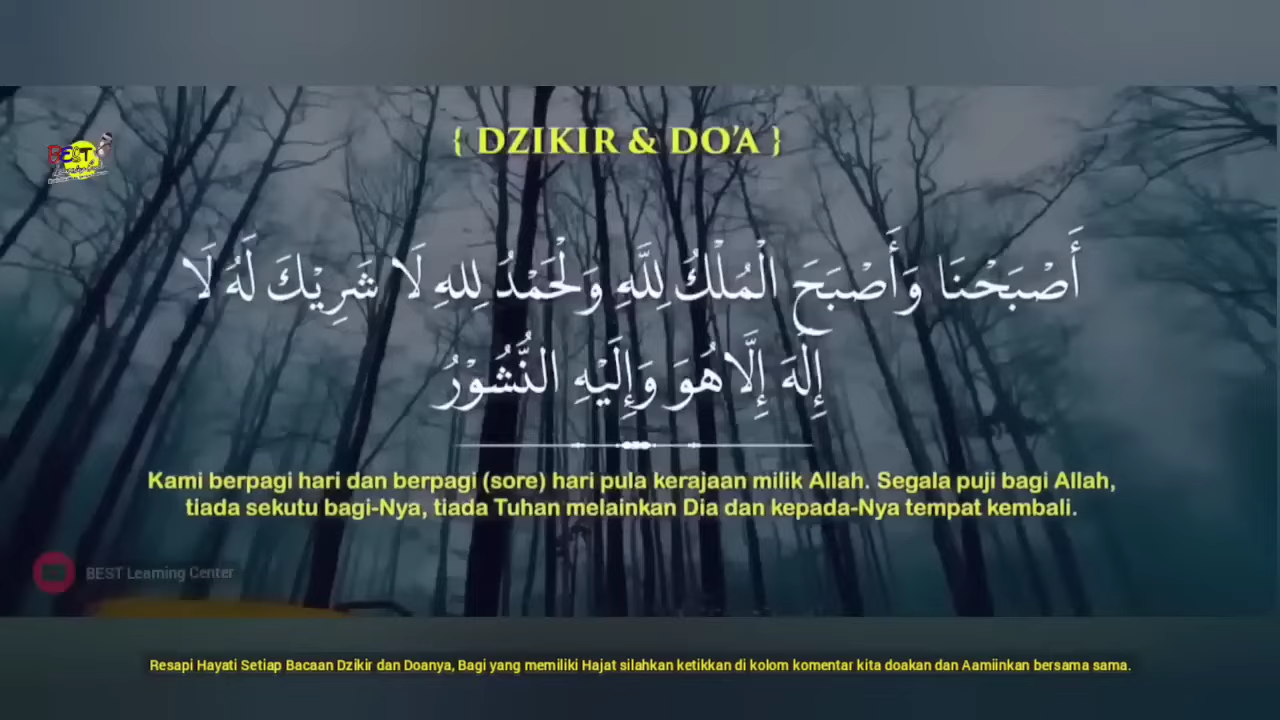 { DZIKIR & DO'A }
BEST
أَصْبَحْنَا وَأَصْبَحَ الْمُلْكُ لِلَّهِ وَلْحَمْدُ لِلهِ لَا شَرِيْكَ لَهُ لَا
إِلَهَ إِلَّا هُوَ وَإِلَيْهِ النُّشُوْرُ
Kami berpagi hari dan berpagi (sore) hari pula kerajaan milik Allah. Segala puji bagi Allah,
tiada sekutu bagi-Nya, tiada Tuhan melainkan Dia dan kepada-Nya tempat kembali.
BEST Learning Center
Resapi Hayati Setiap Bacaan Dzikir dan Doanya, Bagi yang memiliki Hajat silahkan ketikkan di kolom komentar kita doakan dan Aamiinkan bersama sama.